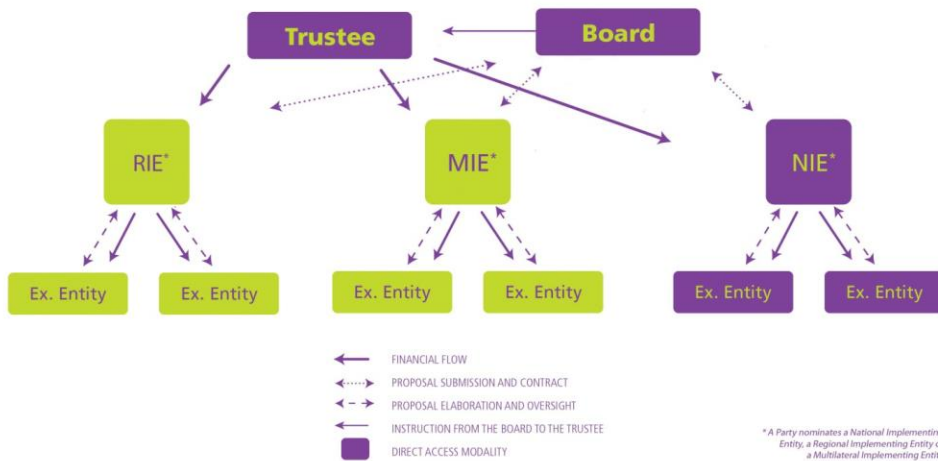 Trustee
Board
RIE*
MIE*
NIE*
Ex. Entity
Ex. Entity
Ex. Entity
Ex. Entity
Ex. Entity
Ex. Entity
FINANCIAL FLOW
PROPOSAL SUBMISSION AND CONTRACT
PROPOSAL ELABORATION AND OVERSIGHT
INSTRUCTION FROM THE BOARD TO THE TRUSTEE
DIRECT ACCESS MODALITY
* A Party nominates a National
Entity, a Regional Implementing Entity
a Multilateral Implementing